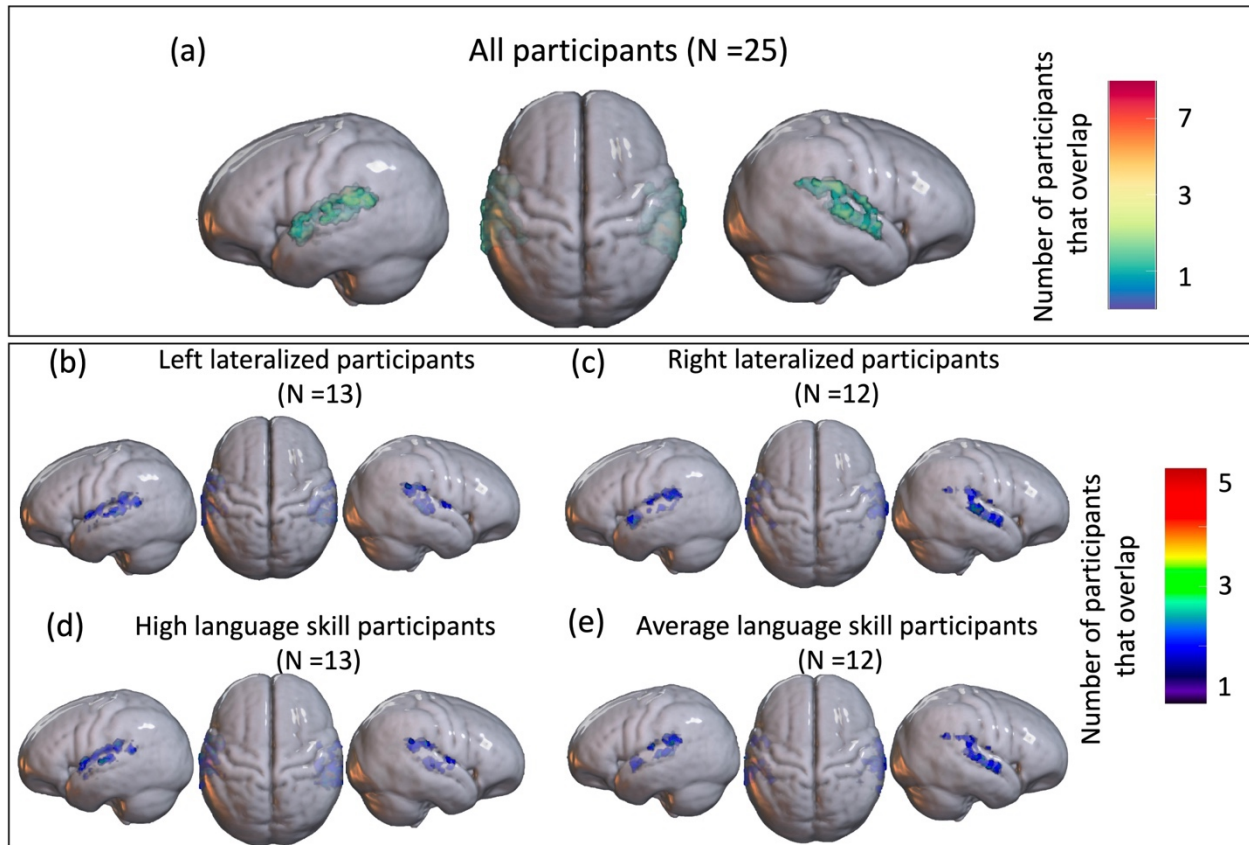 (a)
All participants (N =25)
Number of participants
that overlap
7
3
1
(b)
Left lateralized participants
(N =13)
(c)
Right lateralized participants
(N =12)
(d)
High language skill participants
(N =13)
(e)
Average language skill participants
(N =12)
Number of participants
that overlap
5
3
1